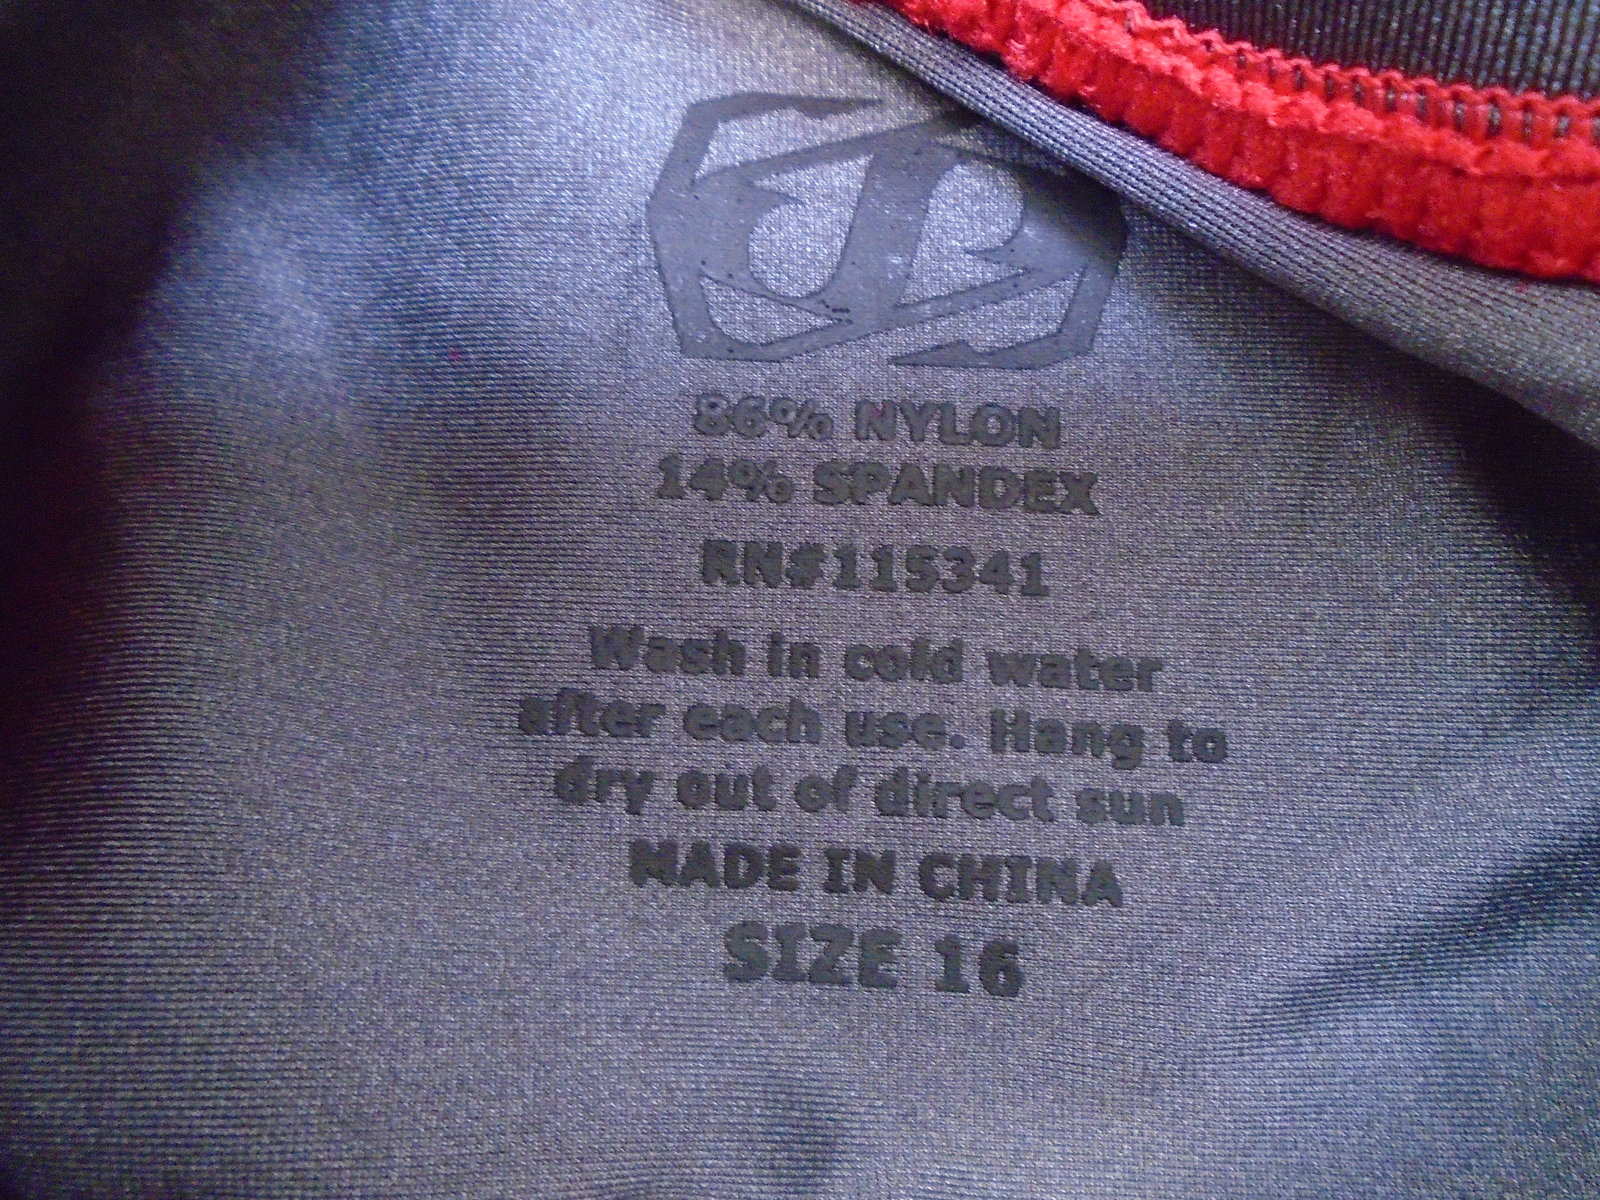 86% NYLON
14% SPANDEX
RN#115341
Wash in cold water
after each use. Hang to
dry out of direct sun
MADE IN CHINA
SIZE 16